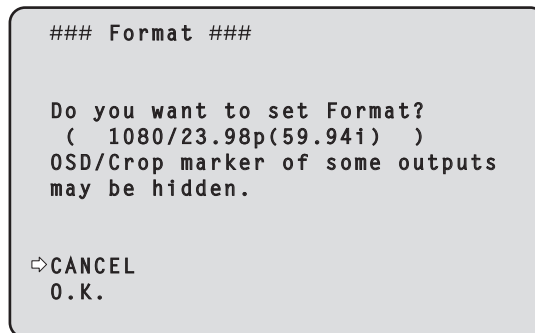 ### Format ###
Do you want to set Format?
( 1080/23.98p(59.94i) )
OSD/Crop marker of some outputs
may be hidden.
⇨CANCEL
O.K.